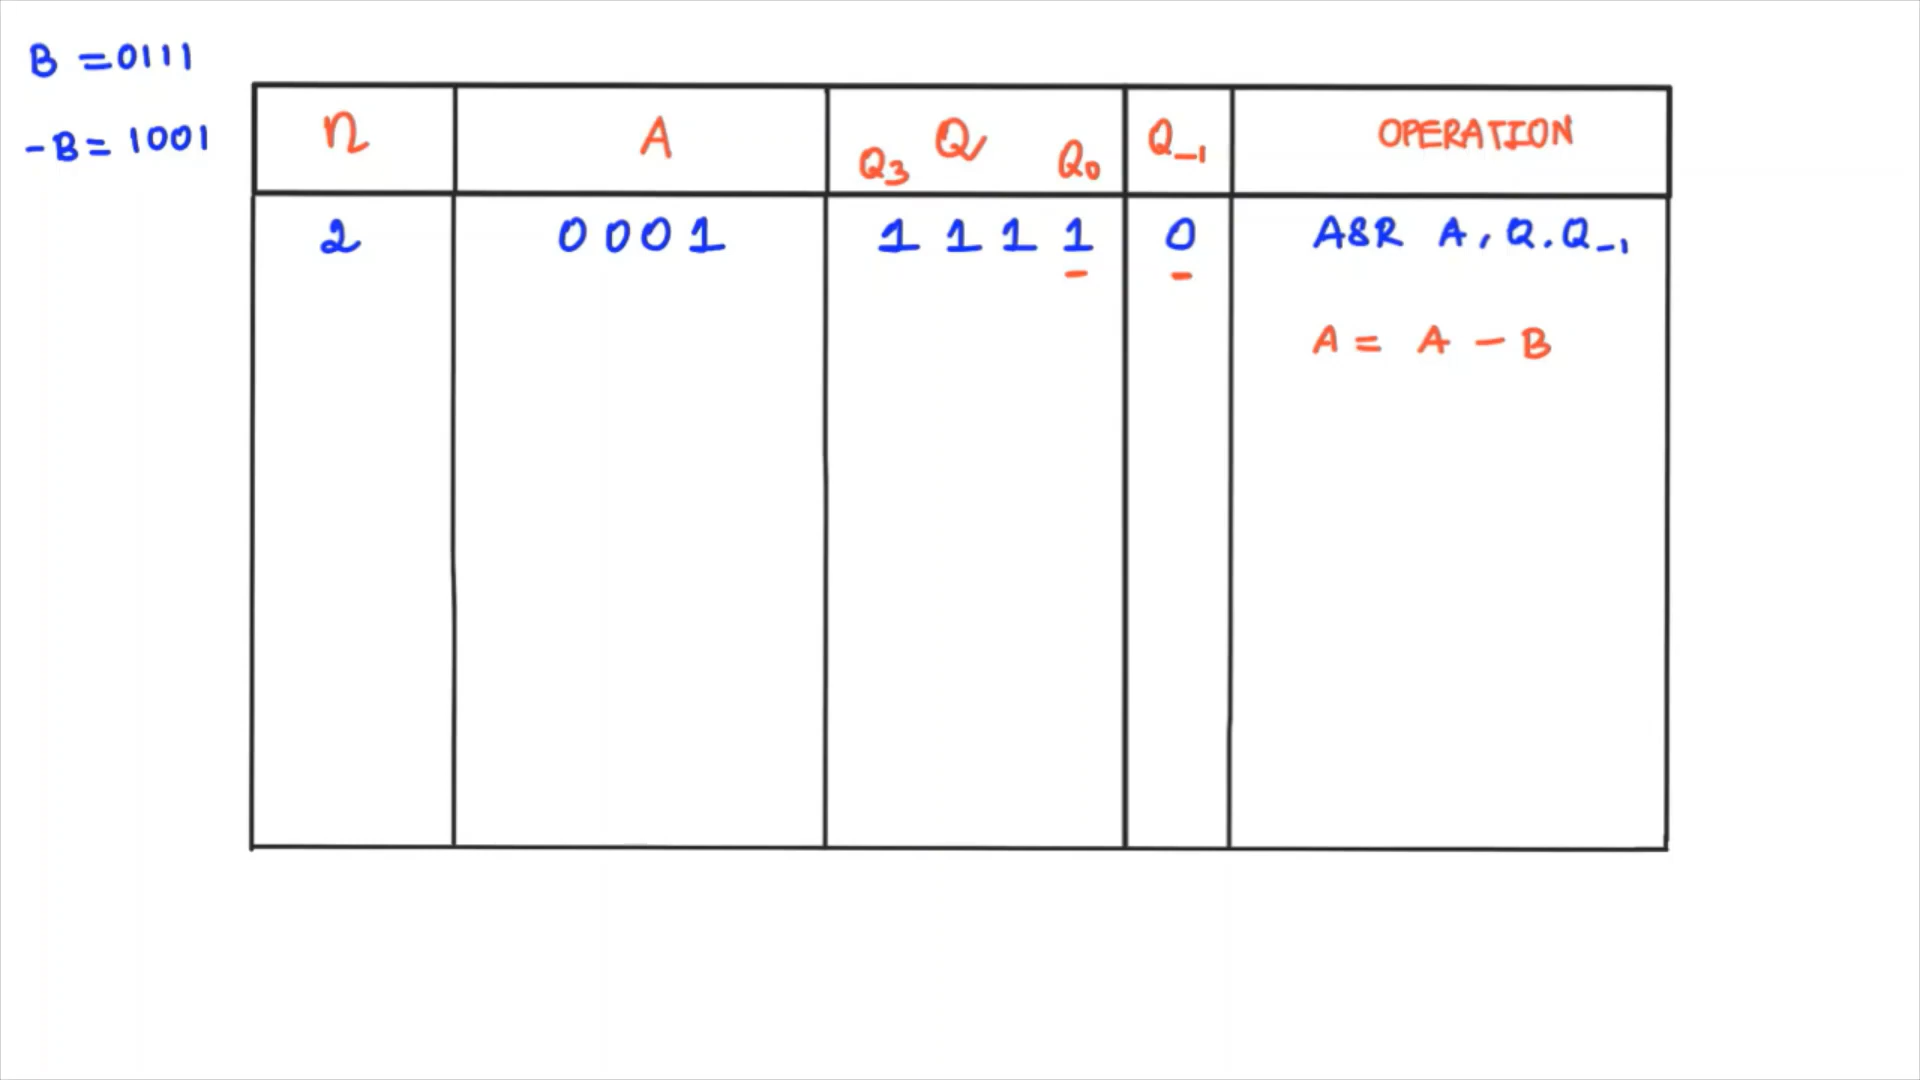 B = 0111
-B = 1001
n A Q₃ Q Q₀ Q₋₁ OPERATION
2 0001 1111 0 ASR A, Q. Q₋₁
A = A - B